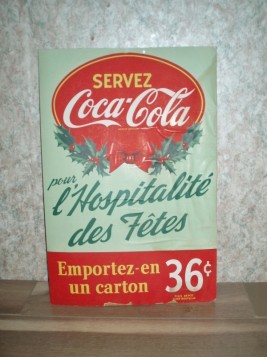 SERVEZ
Coca-Cola
pour
l'Hospitalité
des Fêtes
Emportez-en
un carton
36¢